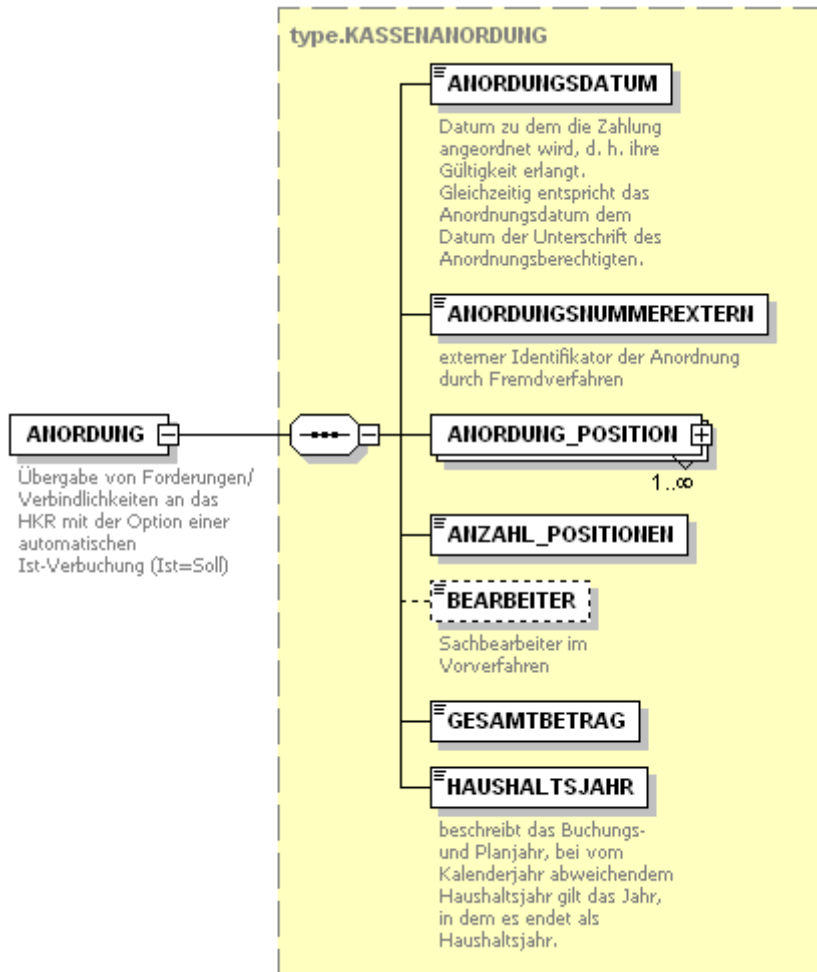 type.KASSENANORDUNG
ANORDUNGSDATUM
Datum zu dem die Zahlung
angeordnet wird, d. h. ihre
Gültigkeit erlangt.
Gleichzeitig entspricht das
Anordnungsdatum dem
Datum der Unterschrift des
Anordnungsberechtigten.
ANORDUNGSNUMMEREXTERN
externer Identifikator der Anordnung
durch Fremdverfahren
ANORDUNG
Übergabe von Forderungen/
Verbindlichkeiten an das
HKR mit der Option einer
automatischen
Ist-Verbuchung (Ist=Soll)
ANORDUNG_POSITION
1..∞
ANZAHL_POSITIONEN
BEARBEITER
Sachbearbeiter im
Vorverfahren
GESAMTBETRAG
HAUSHALTSJAHR
beschreibt das Buchungs-
und Planjahr, bei vom
Kalenderjahr abweichendem
Haushaltsjahr gilt das Jahr,
in dem es endet als
Haushaltsjahr.